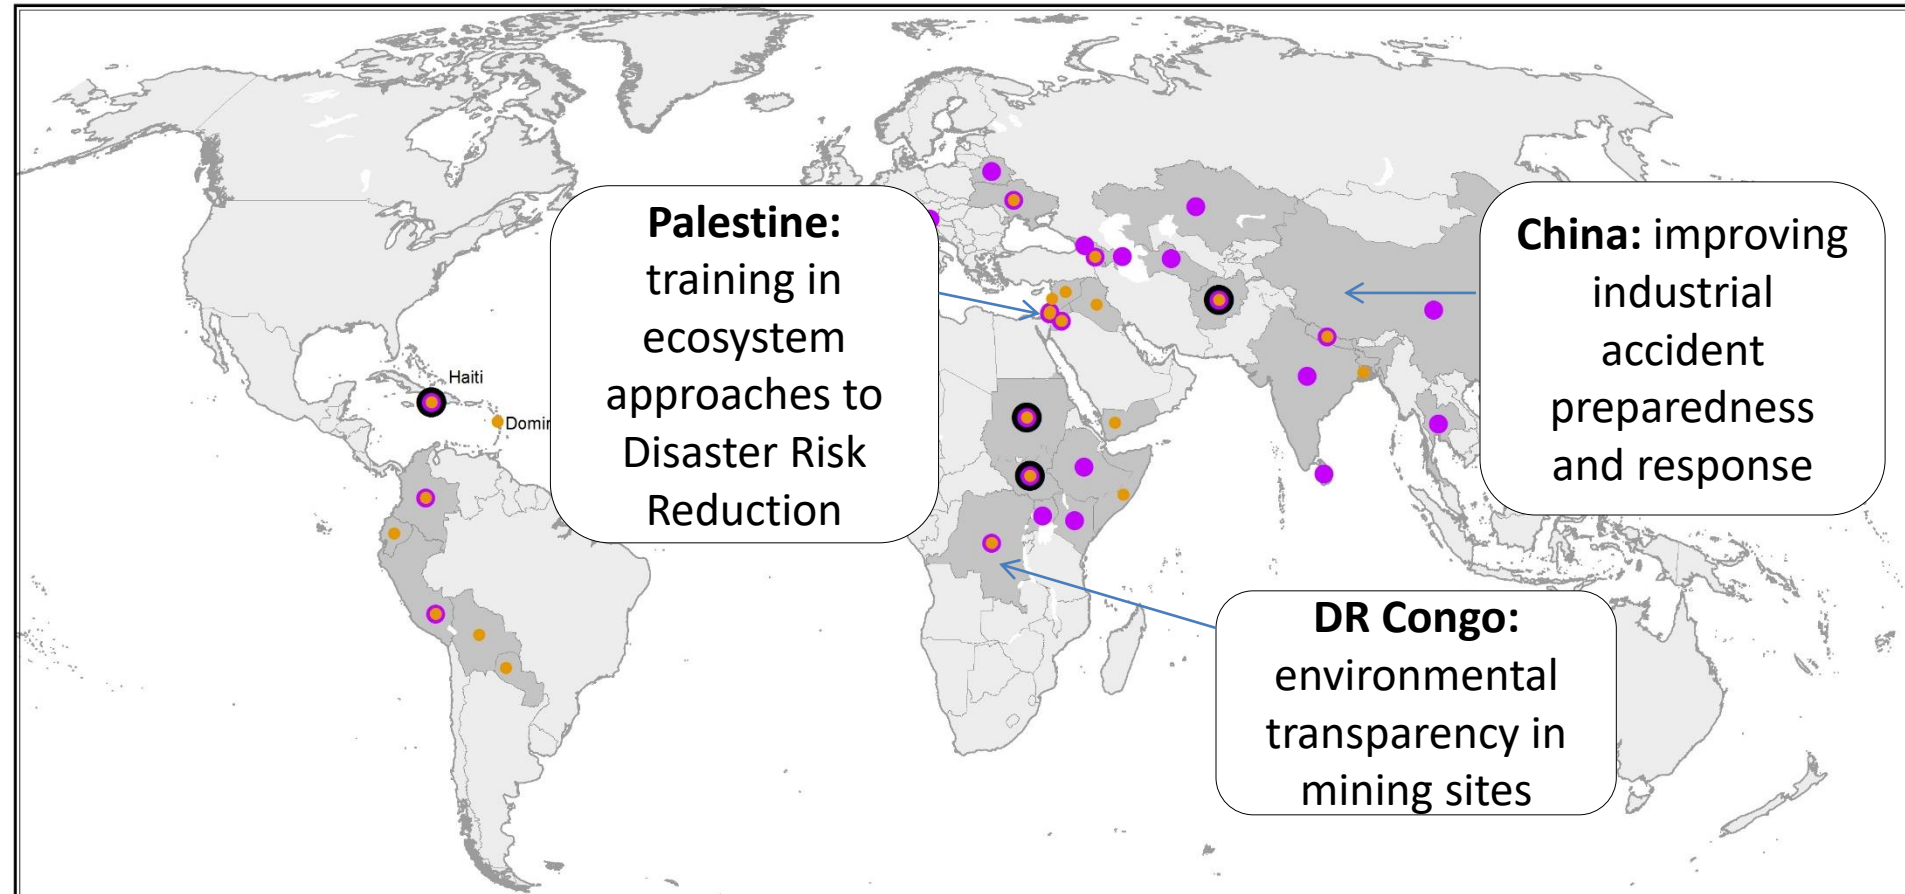 Haiti
Palestine:
training in
ecosystem
approaches to
Disaster Risk
Reduction
China: improving
industrial
accident
preparedness
and response
DR Congo:
environmental
transparency in
mining sites